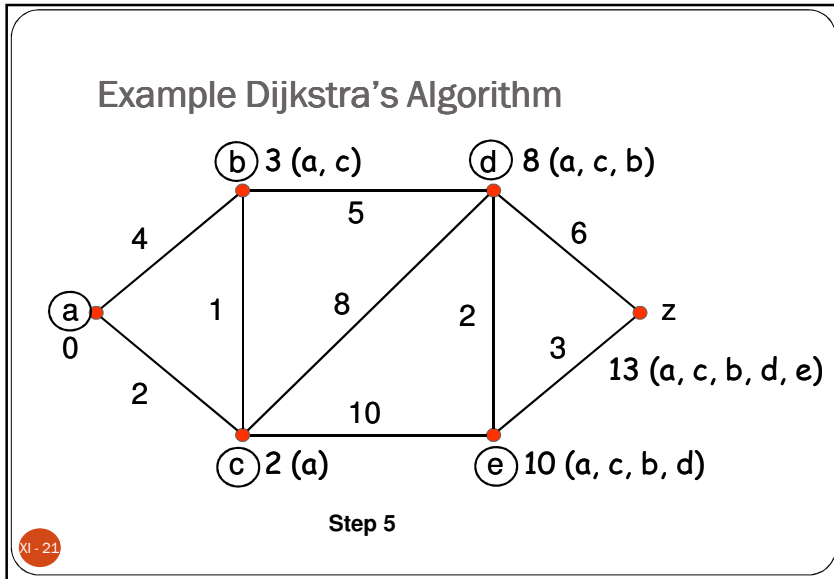 Example Dijkstra's Algorithm
b 3 (a, c)
d 8 (a, c, b)
5
4
6
a
0
1
8
2
z
3
13 (a, c, b, d, e)
2
10
c 2 (a)
e 10 (a, c, b, d)
Step 5
XI - 21